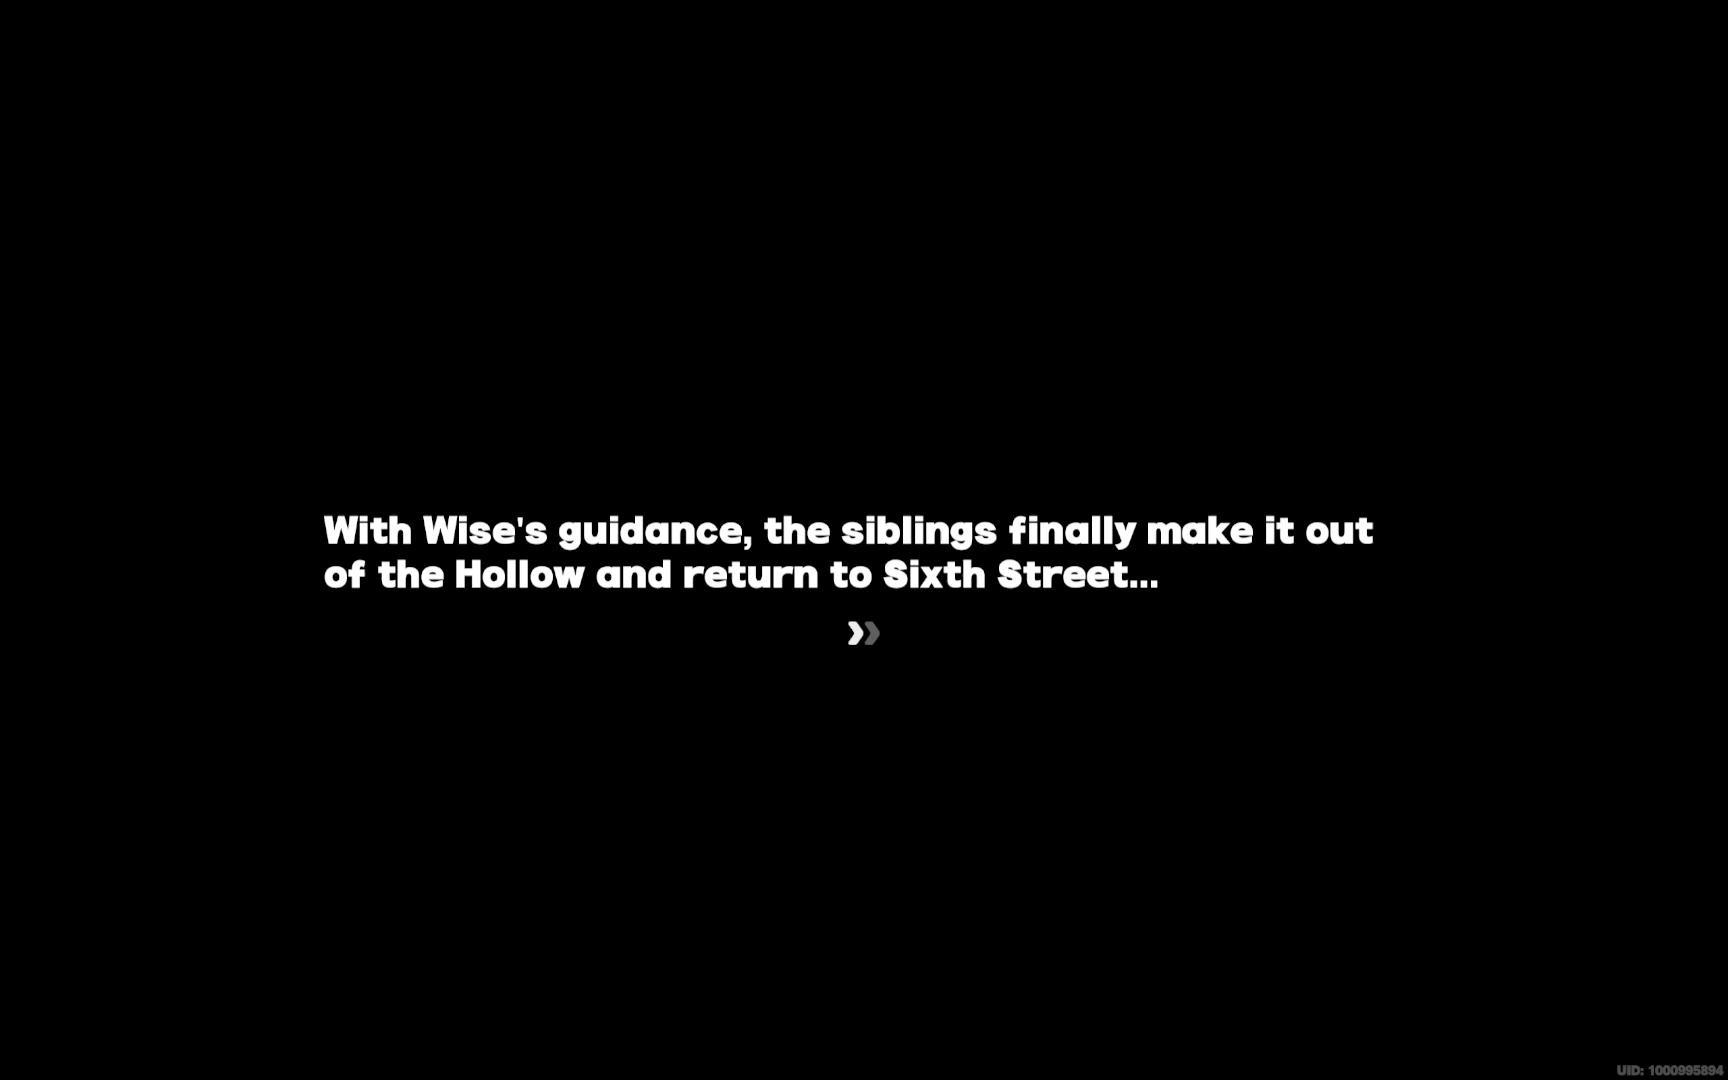 With Wise's guidance, the siblings finally make it out
of the Hollow and return to Sixth Street...
UID: 1000995894